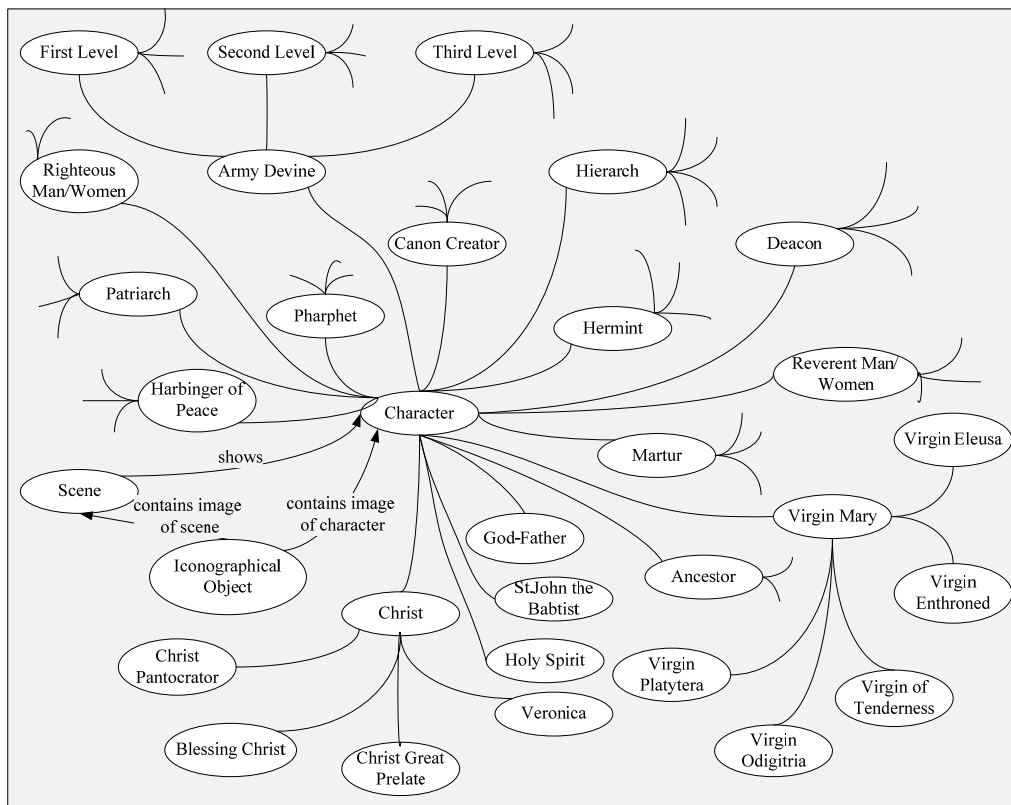 First Level
Second Level
Third Level
Righteous
Man/Women
Army Devine
Hierarch
Canon Creator
Deacon
Patriarch
Pharphet
Hermint
Reverent Man/
Women
Harbinger of
Peace
Character
Virgin Eleusa
shows
Martur
Scene
contains image
of scene
contains image
of character
Virgin Mary
God-Father
Iconographical
Object
Ancestor
St.John the
Babtist
Virgin
Enthroned
Christ
Christ
Pantocrator
Holy Spirit
Virgin
Platytera
Virgin of
Tenderness
Veronica
Blessing Christ
Christ Great
Prelate
Virgin
Odigitria